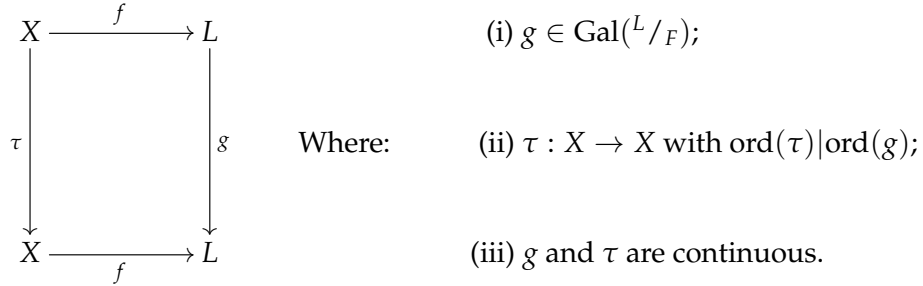 X f L (i) g ∈ Gal(L/F);
τ g Where: (ii) τ : X → X with ord(τ)|ord(g);
X f L (iii) g and τ are continuous.